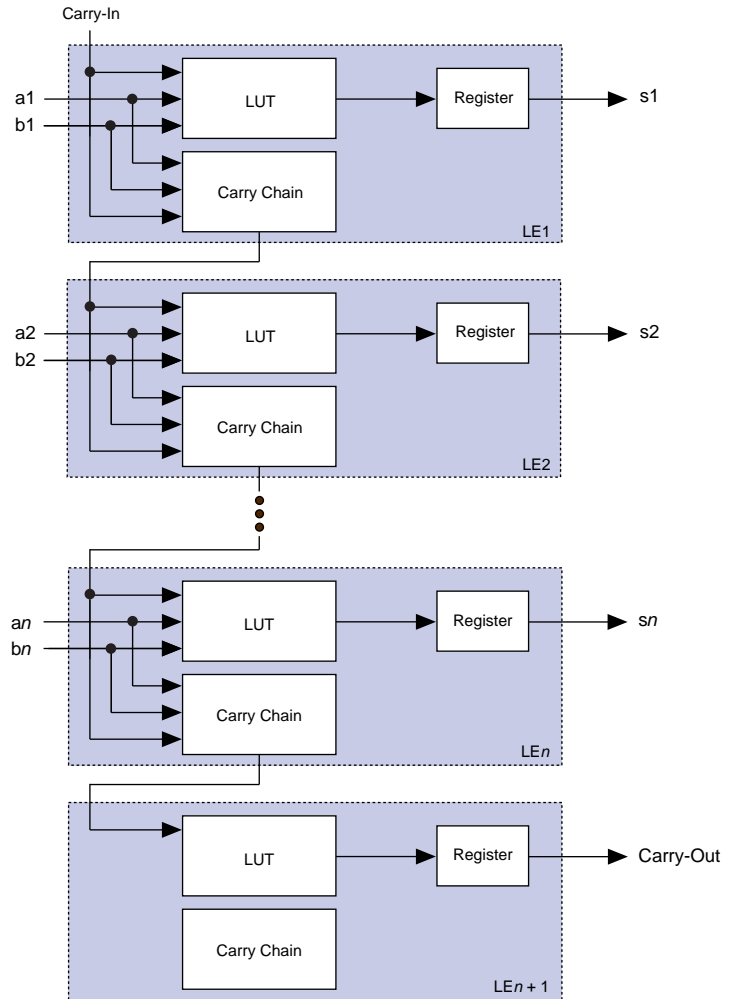 Carry-In
a1
b1
LUT
Register
s1
Carry Chain
LE1
a2
b2
LUT
Register
s2
Carry Chain
LE2
an
bn
LUT
Register
sn
Carry Chain
LEn
LUT
Register
Carry-Out
Carry Chain
LEn + 1